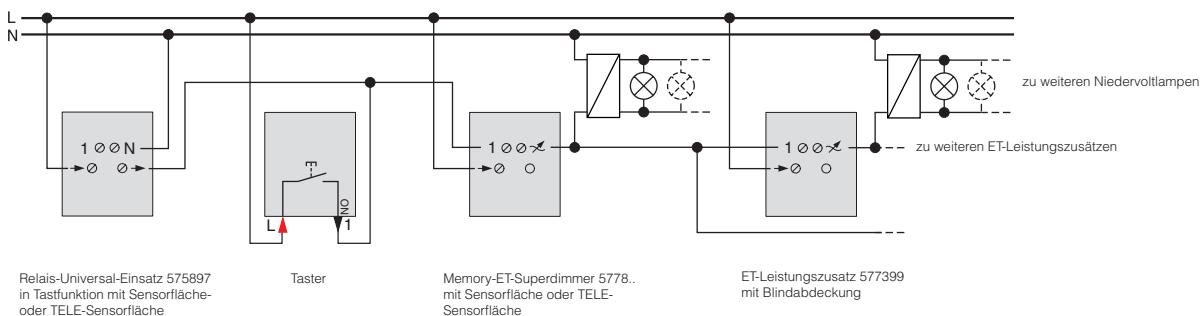 L
N
zu weiteren Niedervoltlampen
1 N
L
NO
1
1
1
zu weiteren ET-Leistungszusätzen
Relais-Universal-Einsatz 575897
in Tastfunktion mit Sensorfläche-
oder TELE-Sensorfläche
Taster
Memory-ET-Superdimmer 5778..
mit Sensorfläche oder TELE-
Sensorfläche
ET-Leistungszusatz 577399
mit Blindabdeckung